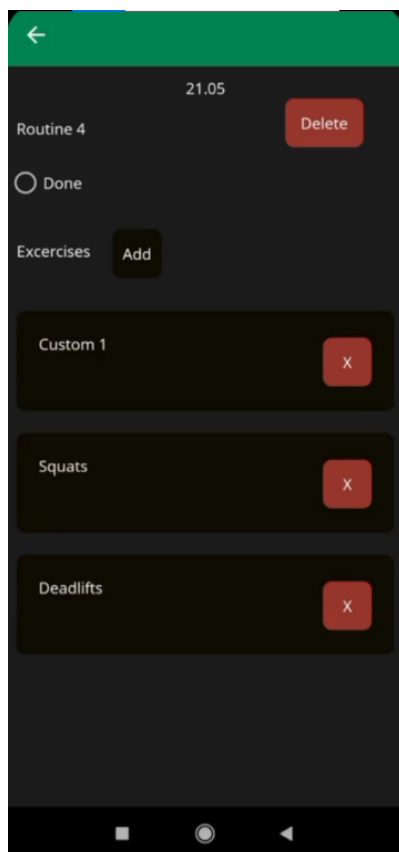 21.05
Routine 4
Delete
Done
Excercises
Add
Custom 1
X
Squats
X
Deadlifts
X